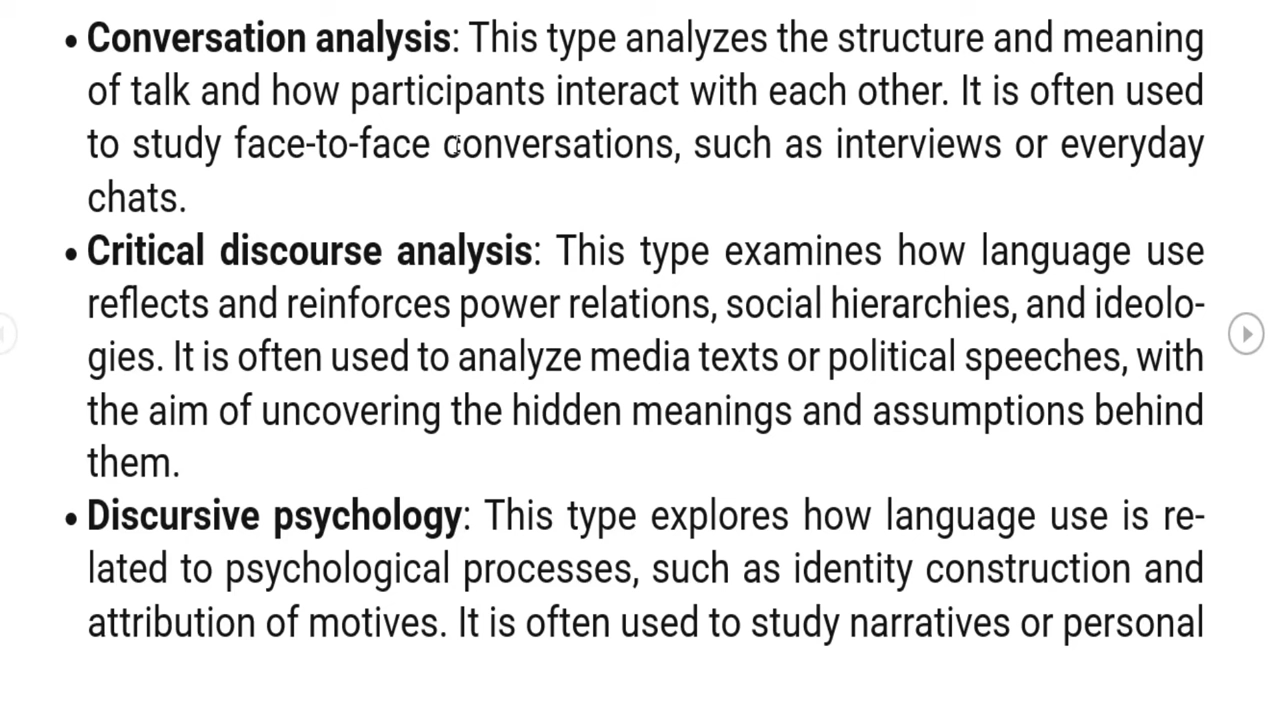 • Conversation analysis: This type analyzes the structure and meaning
of talk and how participants interact with each other. It is often used
to study face-to-face conversations, such as interviews or everyday
chats.
• Critical discourse analysis: This type examines how language use
reflects and reinforces power relations, social hierarchies, and ideolo-
gies. It is often used to analyze media texts or political speeches, with
the aim of uncovering the hidden meanings and assumptions behind
them.
• Discursive psychology: This type explores how language use is re-
lated to psychological processes, such as identity construction and
attribution of motives. It is often used to study narratives or personal